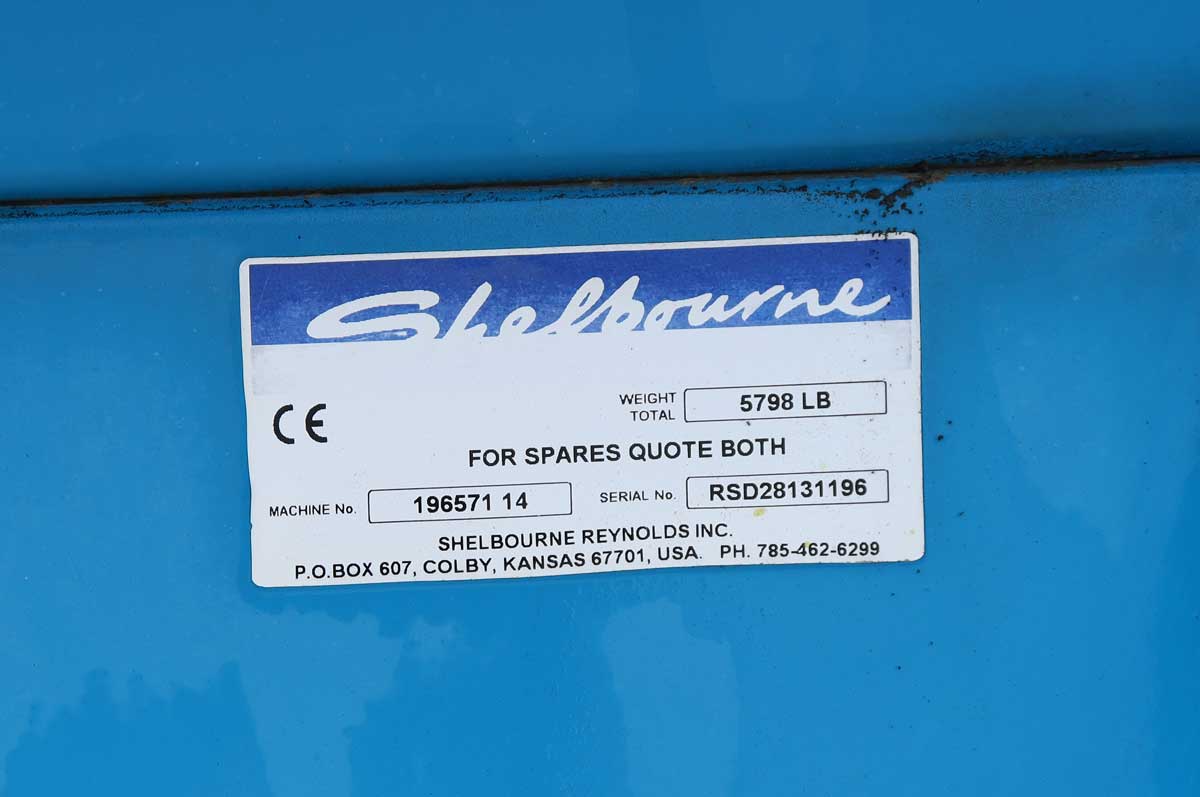 Shelbourne
CE
WEIGHT TOTAL 5798 LB
FOR SPARES QUOTE BOTH
MACHINE No. 196571 14 SERIAL No. RSD28131196
SHELBOURNE REYNOLDS INC.
P.O.BOX 607, COLBY, KANSAS 67701, USA. PH. 785-462-6299